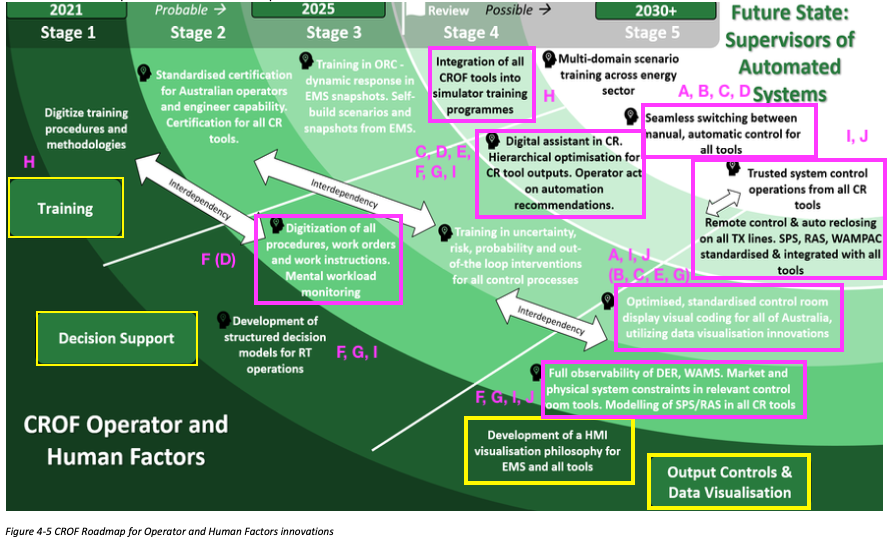 2021
Probable →
2025
Review
Possible →
2030+
Stage 1
Stage 2
Stage 3
Stage 4
Stage 5
Future State:
Supervisors of
Automated
Systems
Digitize training
procedures and
methodologies
H
Training
Standardised certification
for Australian operators
and engineer capability.
Certification for all CR
tools.
Training in ORC -
dynamic response in
EMS snapshots. Self-
build scenarios and
snapshots from EMS.
Integration of all
CROF tools into
simulator training
programmes
H
Multi-domain scenario
training across energy
sector
A, B, C, D
Seamless switching between
manual, automatic control for
all tools
I, J
Interdependency
Interdependency
C, D, E,
F, G, I
Digital assistant in CR.
Hierarchical optimisation for
CR tool outputs. Operator act
on automation
recommendations.
Trusted system control
operations from all CR
tools
Remote control & auto reclosing
on all TX lines. SPS, RAS, WAMPAC
standardised & integrated with all
tools
F (D)
Digitization of all
procedures, work orders
and work instructions.
Mental workload
monitoring
Training in uncertainty,
risk, probability and out-
of-the loop interventions
for all control processes
A, I, J
(B, C, E, G)
Optimised, standardised control room
display visual coding for all of Australia,
utilizing data visualisation innovations
Interdependency
Decision Support
Development of
structured decision
models for RT
operations
F, G, I
F, G, I, J
Full observability of DER, WAMS. Market and
physical system constraints in relevant control
oom tools. Modelling of SPS/RAS in all CR tools
CROF Operator and
Human Factors
Development of a HMI
visualisation philosophy for
EMS and all tools
Output Controls &
Data Visualisation
Figure 4-5 CROF Roadmap for Operator and Human Factors innovations